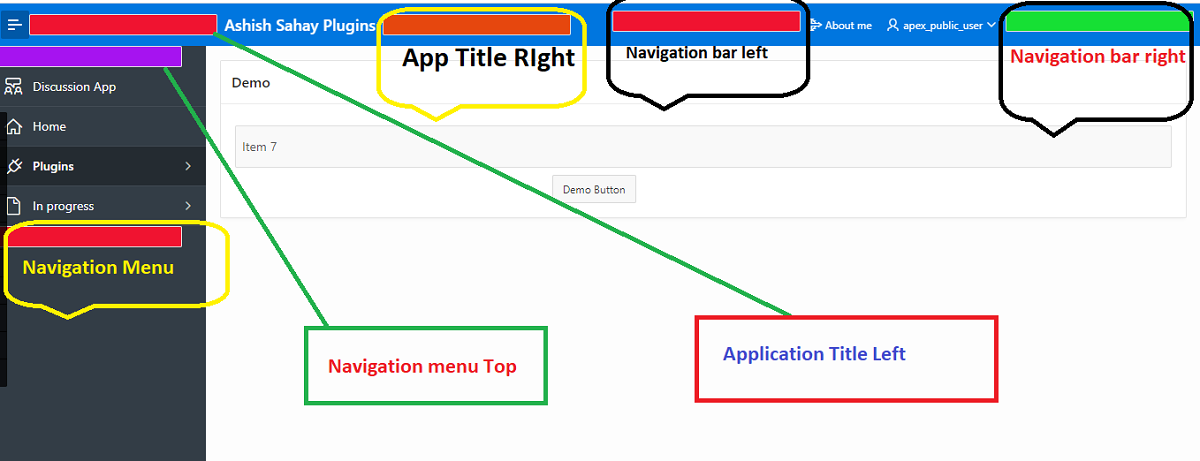 Ashish Sahay Plugins
About me
apex_public_user
App Title RIght
Navigation bar left
Navigation bar right
Discussion App
Home
Plugins
In progress
Navigation Menu
Demo
Item 7
Demo Button
Navigation menu Top
Application Title Left